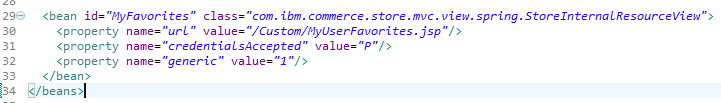 28
29 <bean id="MyFavorites" class="com.ibm.commerce.store.mvc.view.spring.StoreInternalResourceView">
30 <property name="url" value="/Custom/MyUserFavorites.jsp"/>
31 <property name="credentialsAccepted" value="P"/>
32 <property name="generic" value="1"/>
33 </bean>
34 </beans>